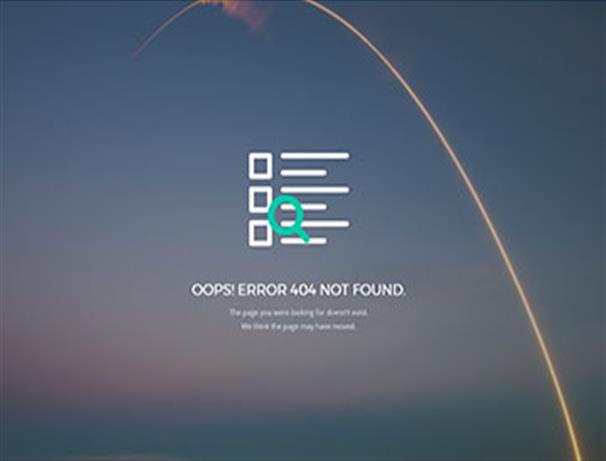 OOPS! ERROR 404 NOT FOUND.
The page you were looking for doesn't exist.
We think the page may have moved.